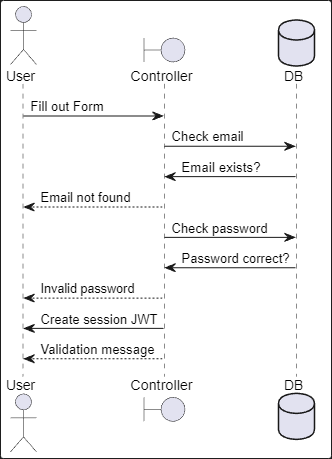 User Controller DB
Fill out Form
Check email
Email exists?
Email not found
Check password
Password correct?
Invalid password
Create session JWT
Validation message
User Controller DB